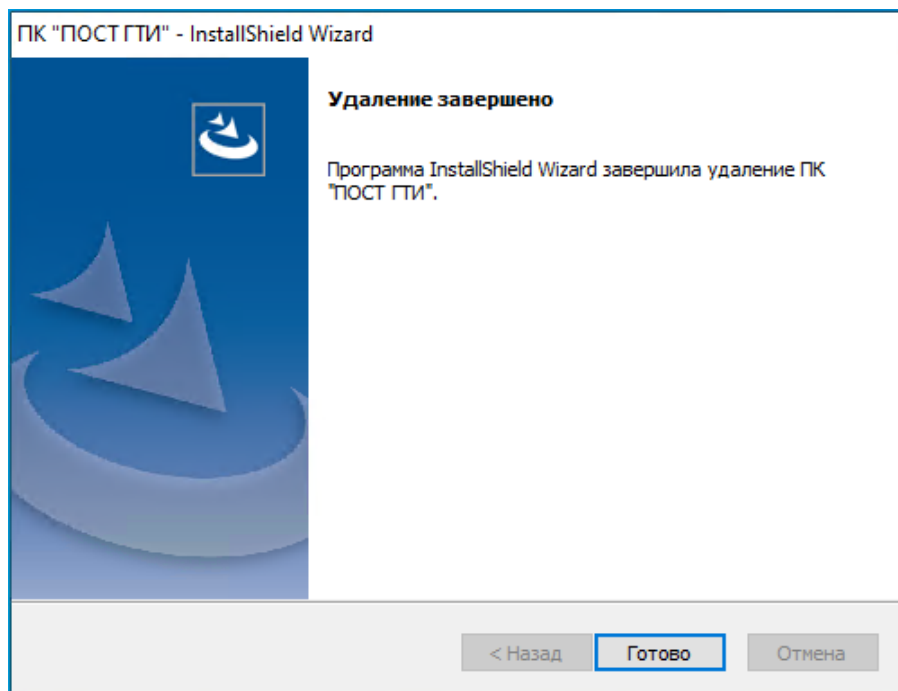 ПК "ПОСТ ГТИ" - InstallShield Wizard
Удаление завершено
Программа InstallShield Wizard завершила удаление ПК
"ПОСТ ГТИ".
< Назад
Готово
Отмена